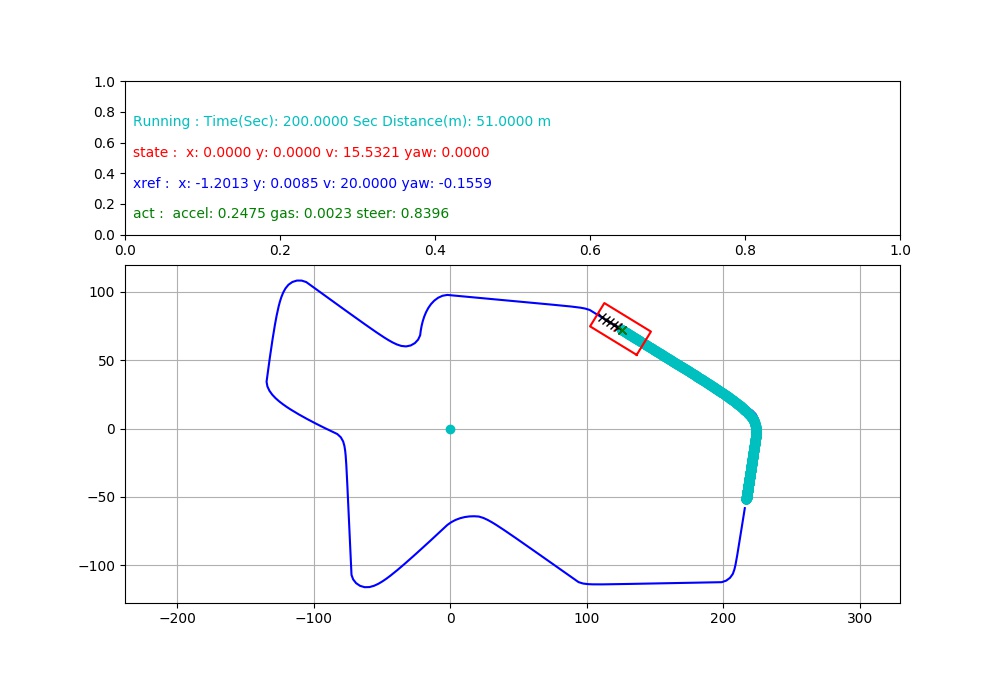 1.0
0.8
Running : Time(Sec): 200.0000 Sec Distance(m): 51.0000 m
0.6
state :  x: 0.0000 y: 0.0000 v: 15.5321 yaw: 0.0000
0.4
xref :  x: -1.2013 y: 0.0085 v: 20.0000 yaw: -0.1559
0.2
act :  accel: 0.2475 gas: 0.0023 steer: 0.8396
0.0
0.0 0.2 0.4 0.6 0.8 1.0
100
50
0
−50
−100
−200 −100 0 100 200 300